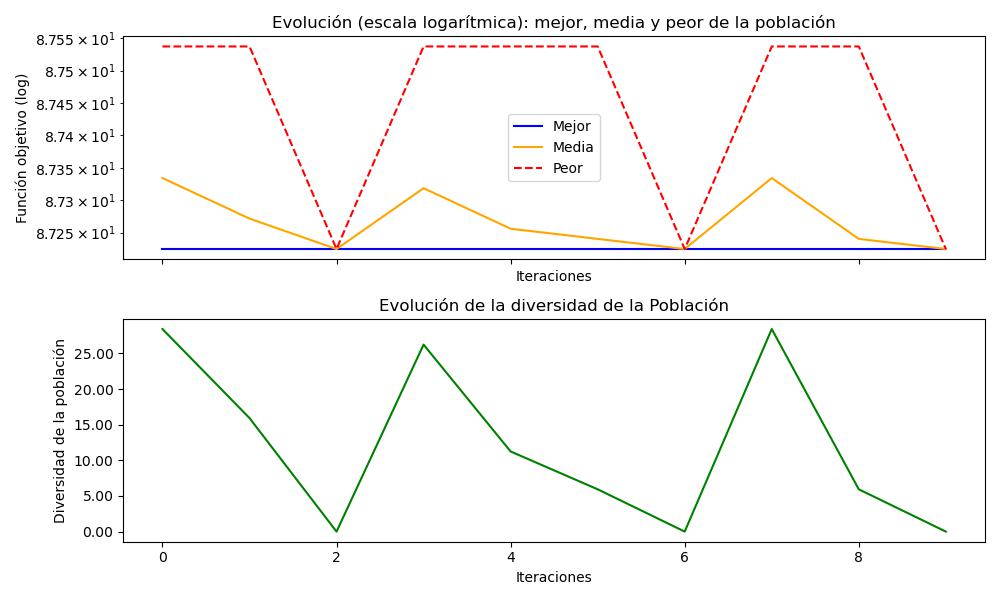 Evolución (escala logarítmica): mejor, media y peor de la población
Función objetivo (log)
8.755 × 10¹
8.75 × 10¹
8.745 × 10¹
8.74 × 10¹
8.735 × 10¹
8.73 × 10¹
8.725 × 10¹
Mejor
Media
Peor
Iteraciones
Evolución de la diversidad de la Población
Diversidad de la población
25.00
20.00
15.00
10.00
5.00
0.00
0 2 4 6 8
Iteraciones